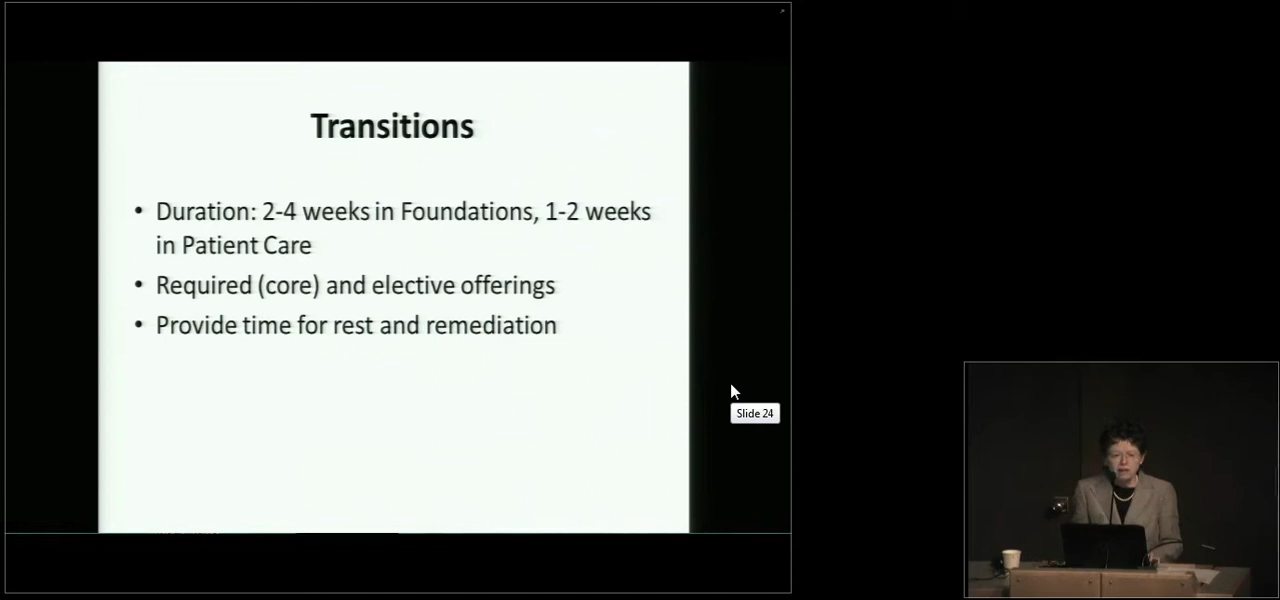 Transitions
• Duration: 2-4 weeks in Foundations, 1-2 weeks
in Patient Care
• Required (core) and elective offerings
• Provide time for rest and remediation
Slide 24